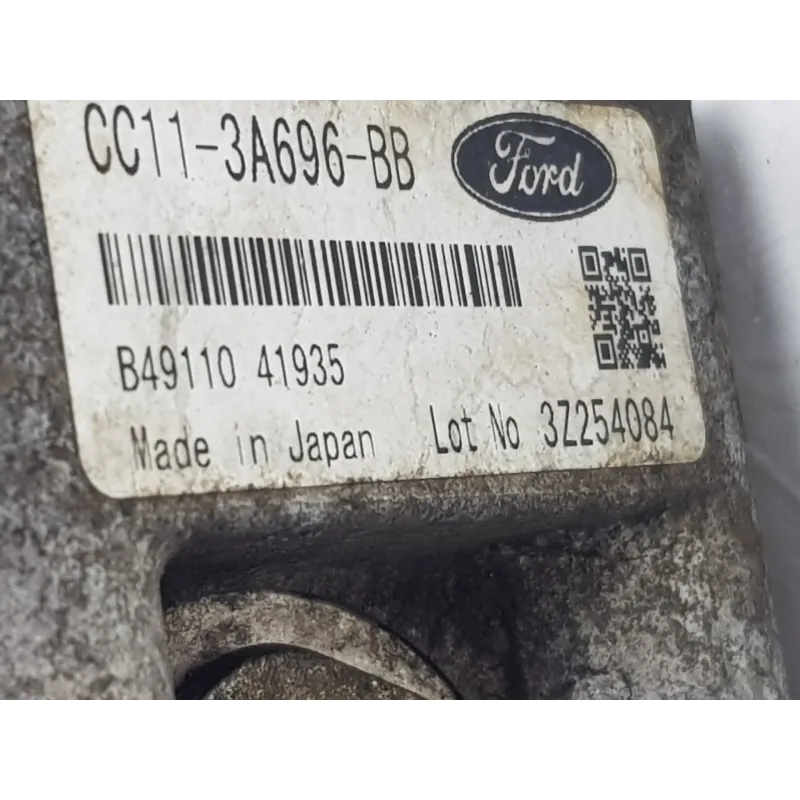 CC11-3A696-BB
Ford
B49110 41935
Made in Japan Lot No 3Z254084